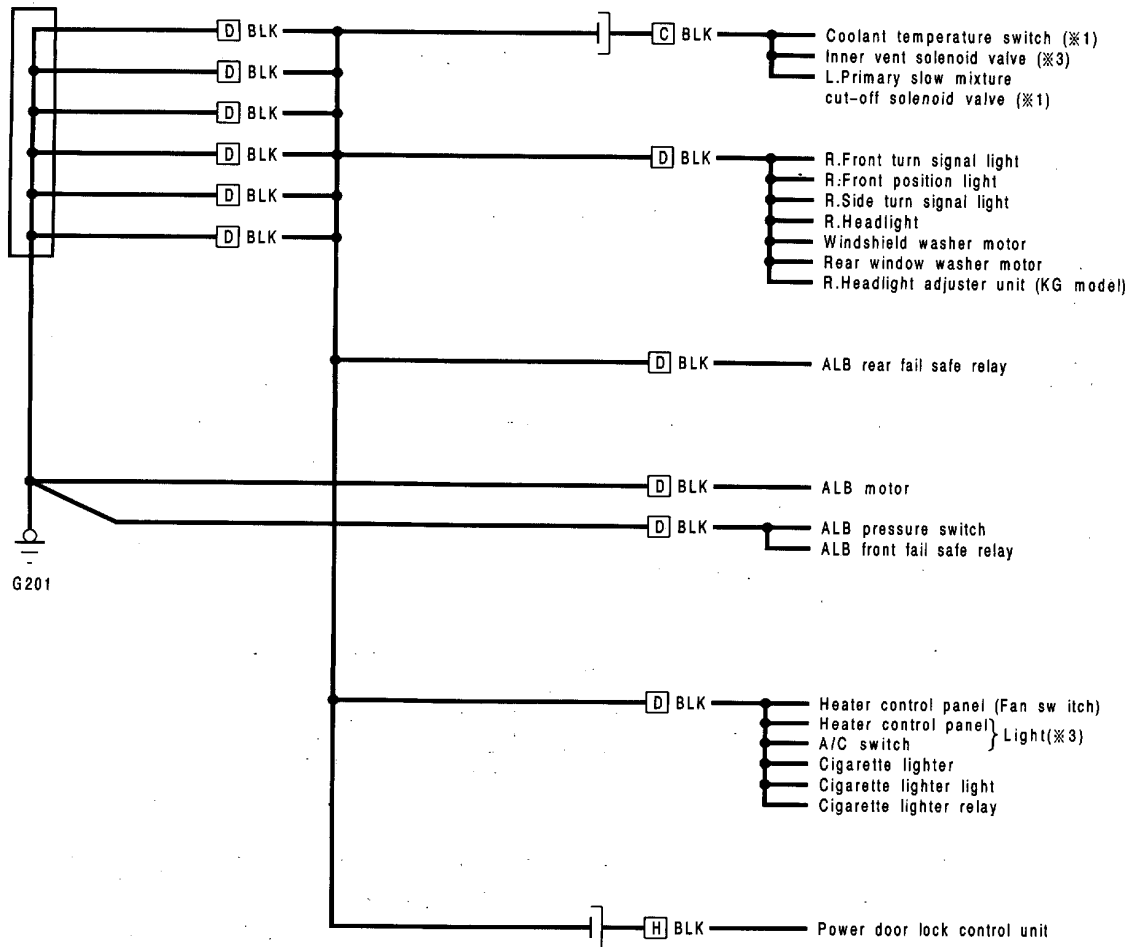 D BLK
C BLK
Coolant temperature switch (※1)
Inner vent solenoid valve (※3)
L.Primary slow mixture
cut-off solenoid valve (※1)
D BLK
D BLK
D BLK
D BLK
R.Front turn signal light
R.Front position light
R.Side turn signal light
R.Headlight
Windshield washer motor
Rear window washer motor
R.Headlight adjuster unit (KG model)
D BLK
D BLK
D BLK
ALB rear fail safe relay
D BLK
ALB motor
D BLK
ALB pressure switch
ALB front fail safe relay
G201
D BLK
Heater control panel (Fan sw itch)
Heater control panel
A/C switch
Light(※3)
Cigarette lighter
Cigarette lighter light
Cigarette lighter relay
H BLK
Power door lock control unit